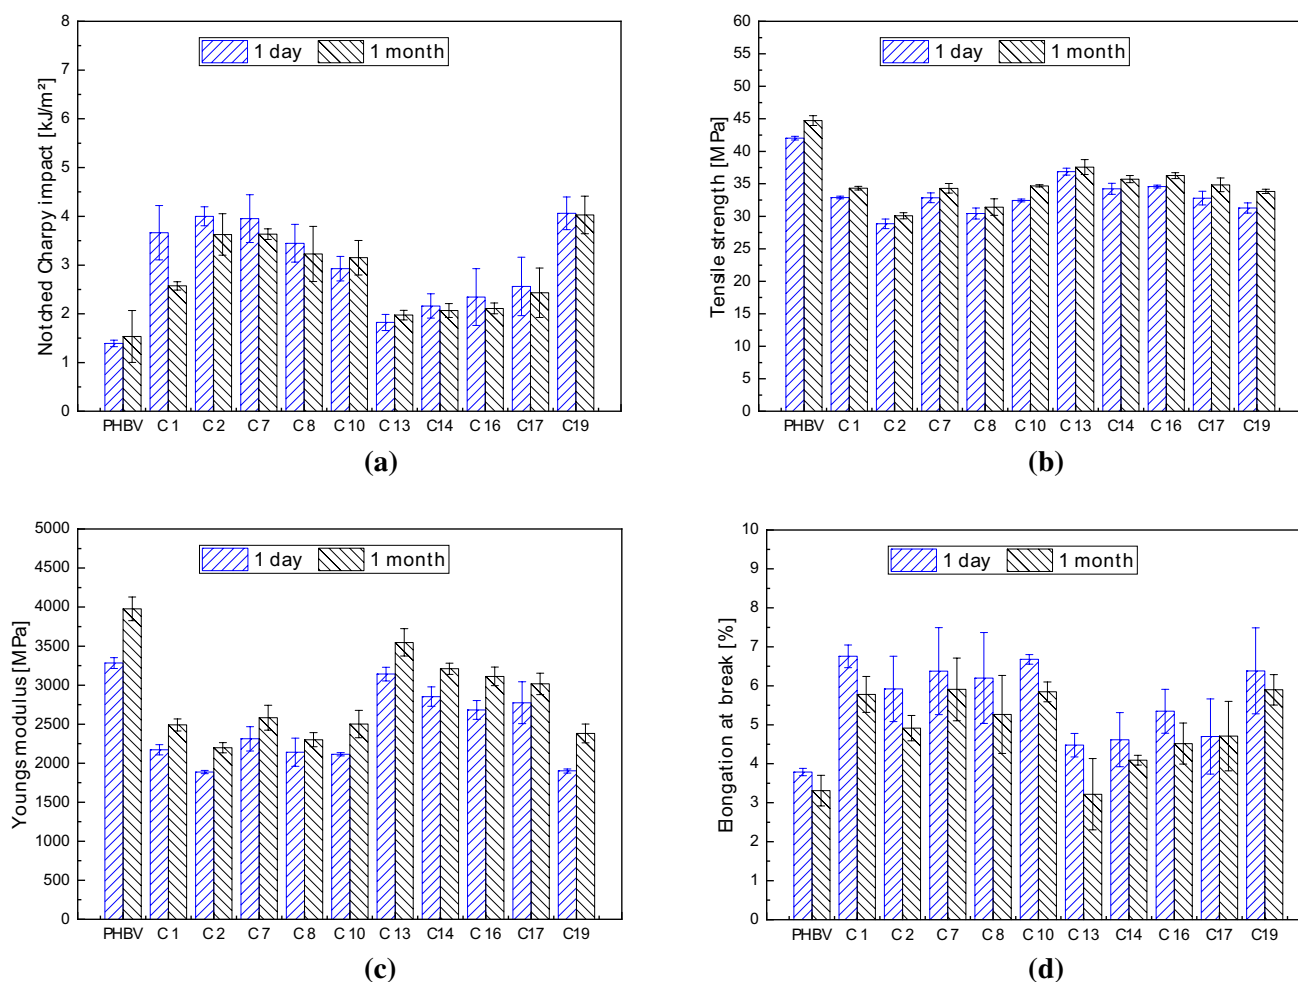 8
7
6
5
4
3
2
1
0
Notched Charpy impact [kJ/m²]
1 day
1 month
PHBV C 1 C 2 C 7 C 8 C 10 C 13 C14 C 16 C17 C19
(a)
60
55
50
45
40
35
30
25
20
15
10
5
0
Tensile strength [MPa]
1 day
1 month
PHBV C 1 C 2 C 7 C 8 C 10 C 13 C14 C 16 C17 C19
(b)
5000
4500
4000
3500
3000
2500
2000
1500
1000
500
0
Youngs modulus [MPa]
1 day
1 month
PHBV C 1 C 2 C 7 C 8 C 10 C 13 C14 C 16 C17 C19
(c)
10
9
8
7
6
5
4
3
2
1
0
Elongation at break [%]
1 day
1 month
PHBV C 1 C 2 C 7 C 8 C 10 C 13 C14 C 16 C17 C19
(d)